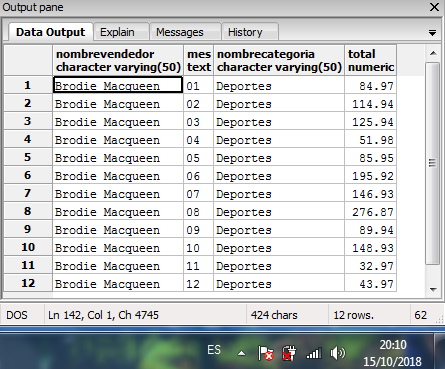 Output pane
Data Output Explain Messages History
nombrevendedor mes nombrecategoria total
character varying(50) text character varying(50) numeric
1 Brodie Macqueen 01 Deportes 84.97
2 Brodie Macqueen 02 Deportes 114.94
3 Brodie Macqueen 03 Deportes 125.94
4 Brodie Macqueen 04 Deportes 51.98
5 Brodie Macqueen 05 Deportes 85.95
6 Brodie Macqueen 06 Deportes 195.92
7 Brodie Macqueen 07 Deportes 146.93
8 Brodie Macqueen 08 Deportes 276.87
9 Brodie Macqueen 09 Deportes 89.94
10 Brodie Macqueen 10 Deportes 148.93
11 Brodie Macqueen 11 Deportes 32.97
12 Brodie Macqueen 12 Deportes 43.97
DOS Ln 142, Col 1, Ch 4745 424 chars 12 rows. 62
ES 20:10
15/10/2018